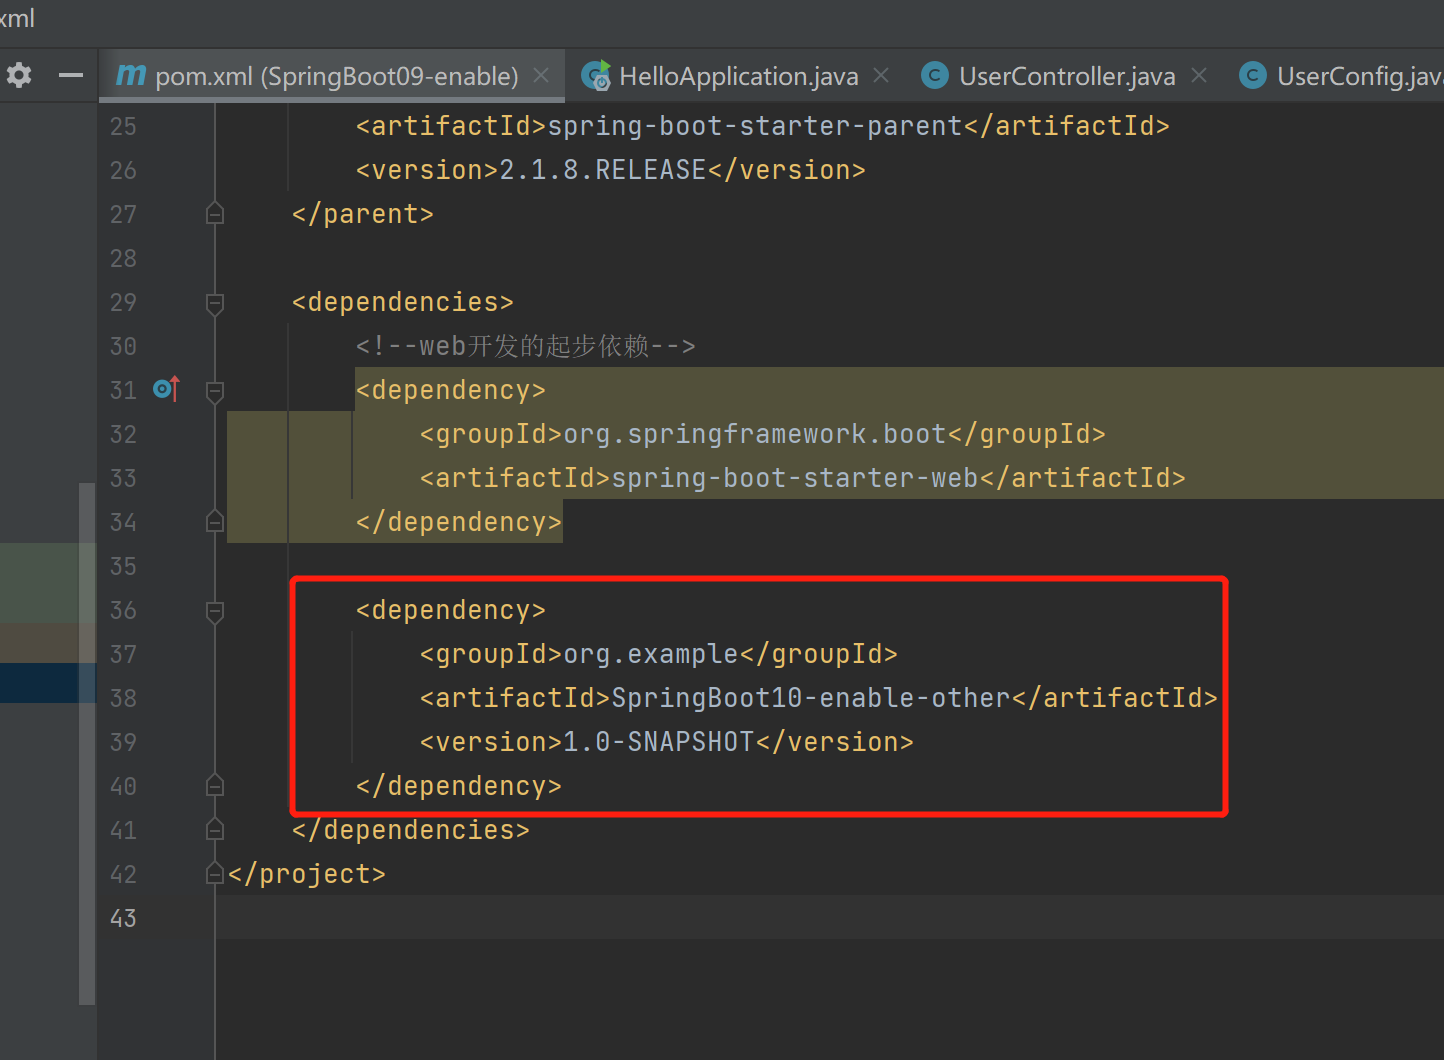 xml
pom.xml (SpringBoot09-enable) HelloApplication.java UserController.java UserConfig.jav
25 <artifactId>spring-boot-starter-parent</artifactId>
26 <version>2.1.8.RELEASE</version>
27 </parent>
28
29 <dependencies>
30 <!--web开发的起步依赖-->
31 <dependency>
32 <groupId>org.springframework.boot</groupId>
33 <artifactId>spring-boot-starter-web</artifactId>
34 </dependency>
35
36 <dependency>
37 <groupId>org.example</groupId>
38 <artifactId>SpringBoot10-enable-other</artifactId>
39 <version>1.0-SNAPSHOT</version>
40 </dependency>
41 </dependencies>
42 </project>
43